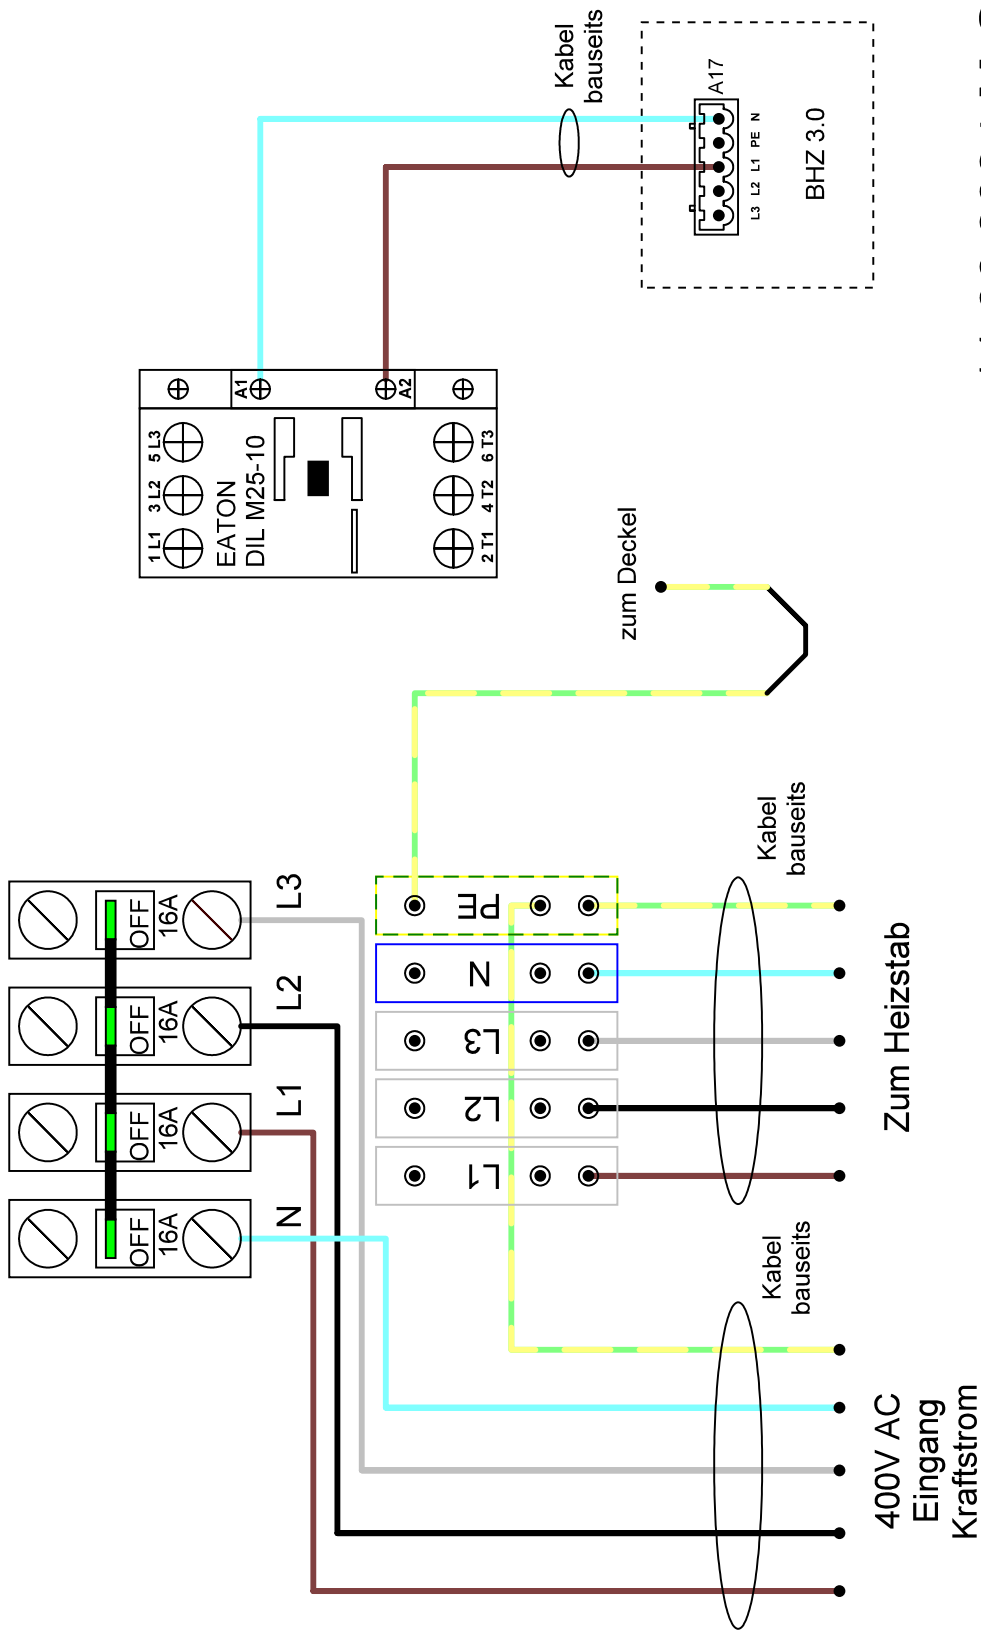 Kabel
bauseits
A17
N
PE
L1
L2
L3
BHZ 3.0
A1
A2
1 L1
3 L2
5 L3
EATON
DIL M25-10
2 T1
4 T2
6 T3
zum Deckel
OFF
16A
L3
OFF
16A
L2
OFF
16A
L1
OFF
16A
N
PE
N
L3
L2
L1
Kabel
bauseits
Zum Heizstab
Kabel
bauseits
400V AC
Eingang
Kraftstrom